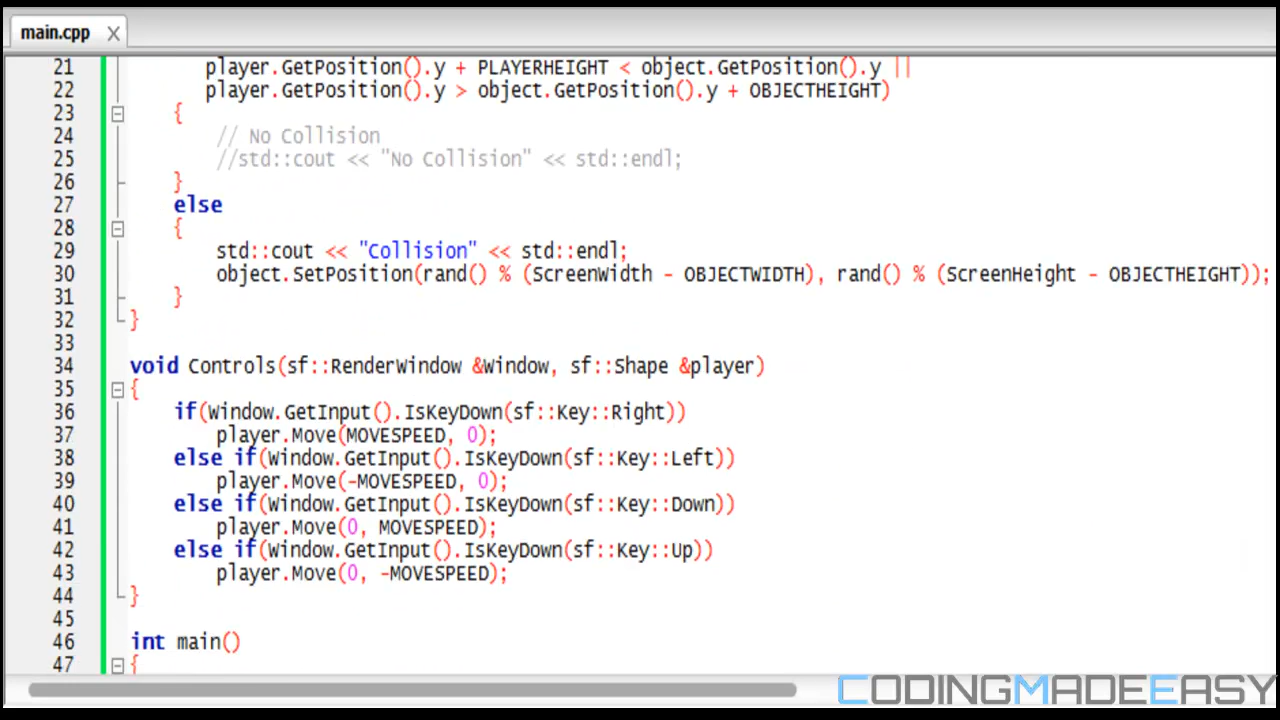 main.cpp X
21 player.GetPosition().y + PLAYERHEIGHT < object.GetPosition().y ||
22 player.GetPosition().y > object.GetPosition().y + OBJECTHEIGHT)
23 {
24 // No Collision
25 //std::cout << "No Collision" << std::endl;
26 }
27 else
28 {
29 std::cout << "Collision" << std::endl;
30 object.SetPosition(rand() % (ScreenWidth - OBJECTWIDTH), rand() % (ScreenHeight - OBJECTHEIGHT));
31 }
32 }
33
34 void Controls(sf::RenderWindow &Window, sf::Shape &player)
35 {
36 if(Window.GetInput().IsKeyDown(sf::Key::Right))
37 player.Move(MOVESPEED, 0);
38 else if(Window.GetInput().IsKeyDown(sf::Key::Left))
39 player.Move(-MOVESPEED, 0);
40 else if(Window.GetInput().IsKeyDown(sf::Key::Down))
41 player.Move(0, MOVESPEED);
42 else if(Window.GetInput().IsKeyDown(sf::Key::Up))
43 player.Move(0, -MOVESPEED);
44 }
45
46 int main()
47 {
CODINGMADEEASY